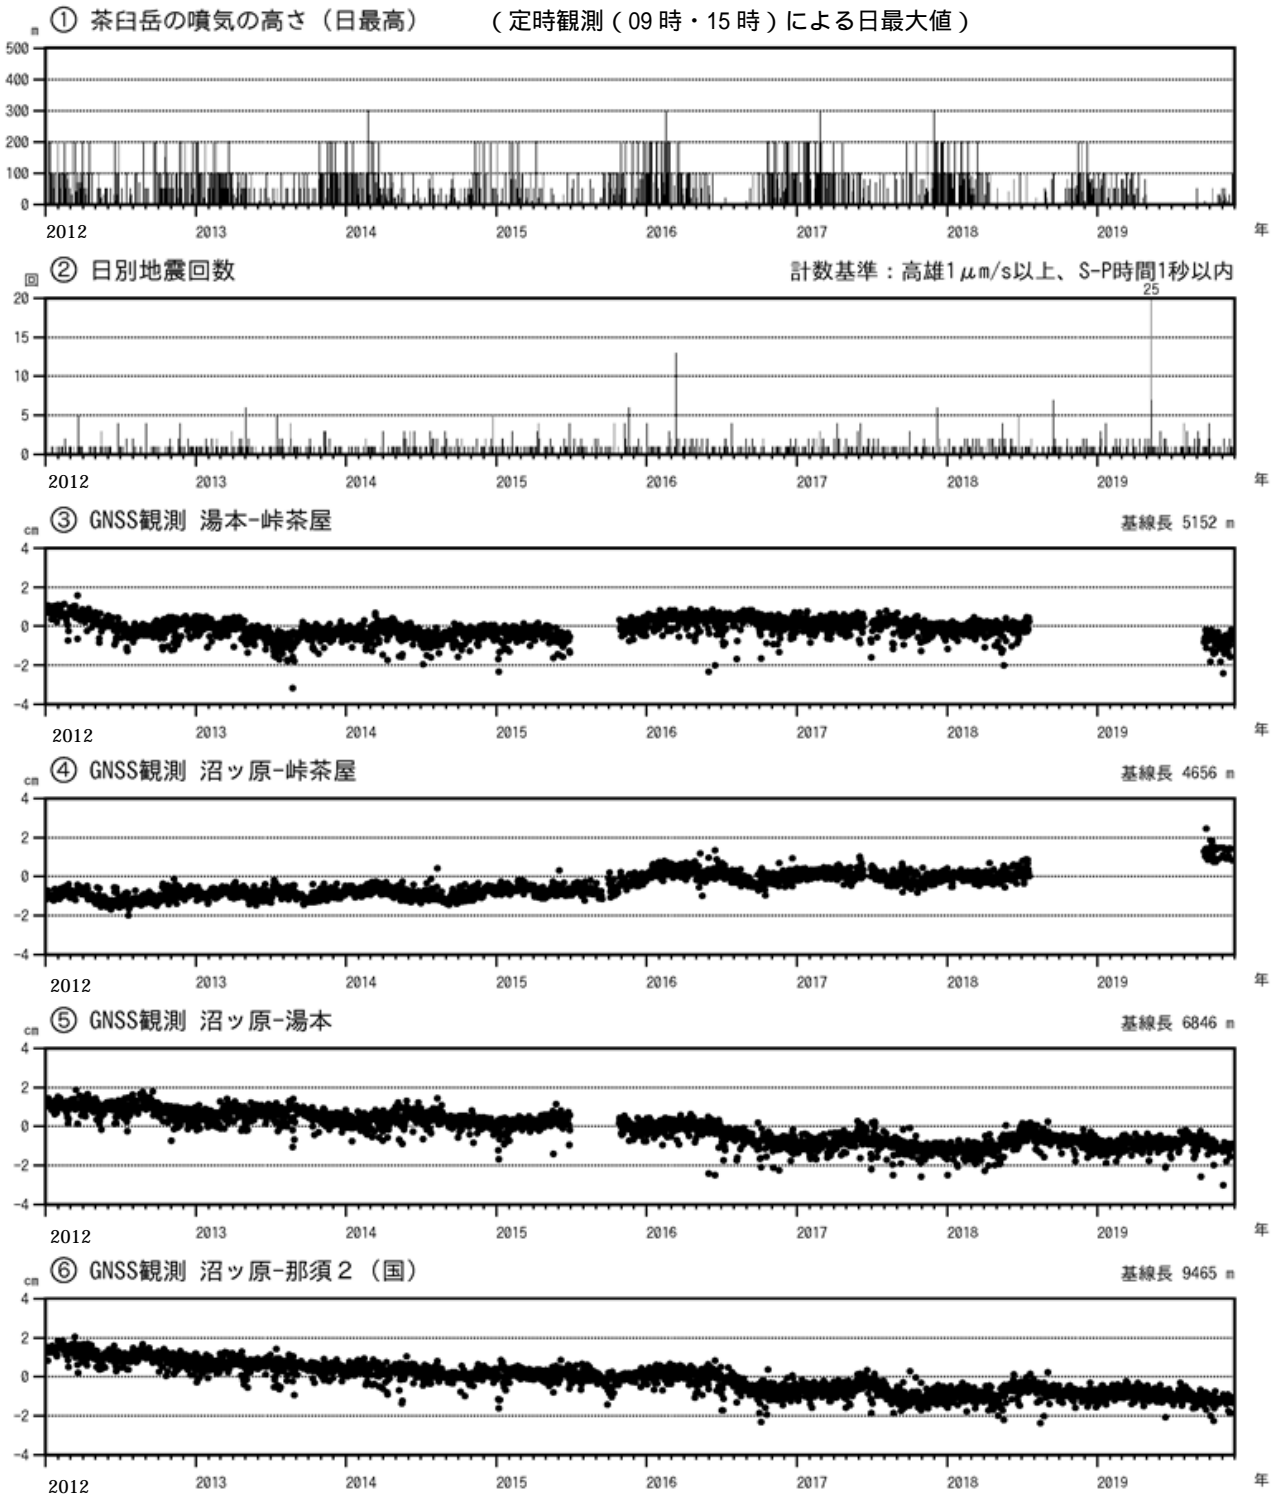 ① 茶臼岳の噴気の高さ（日最高） （定時観測（09時・15時）による日最大値）
m
500
400
300
200
100
0
2012 2013 2014 2015 2016 2017 2018 2019 年
② 日別地震回数 計数基準：高雄1μm/s以上、S-P時間1秒以内
回
25
20
15
10
5
0
2012 2013 2014 2015 2016 2017 2018 2019 年
③ GNSS観測 湯本-峠茶屋 基線長 5152 m
cm
4
2
0
-2
-4
2012 2013 2014 2015 2016 2017 2018 2019 年
④ GNSS観測 沼ッ原-峠茶屋 基線長 4656 m
cm
4
2
0
-2
-4
2012 2013 2014 2015 2016 2017 2018 2019 年
⑤ GNSS観測 沼ッ原-湯本 基線長 6846 m
cm
4
2
0
-2
-4
2012 2013 2014 2015 2016 2017 2018 2019 年
⑥ GNSS観測 沼ッ原-那須２（国） 基線長 9465 m
cm
4
2
0
-2
-4
2012 2013 2014 2015 2016 2017 2018 2019 年